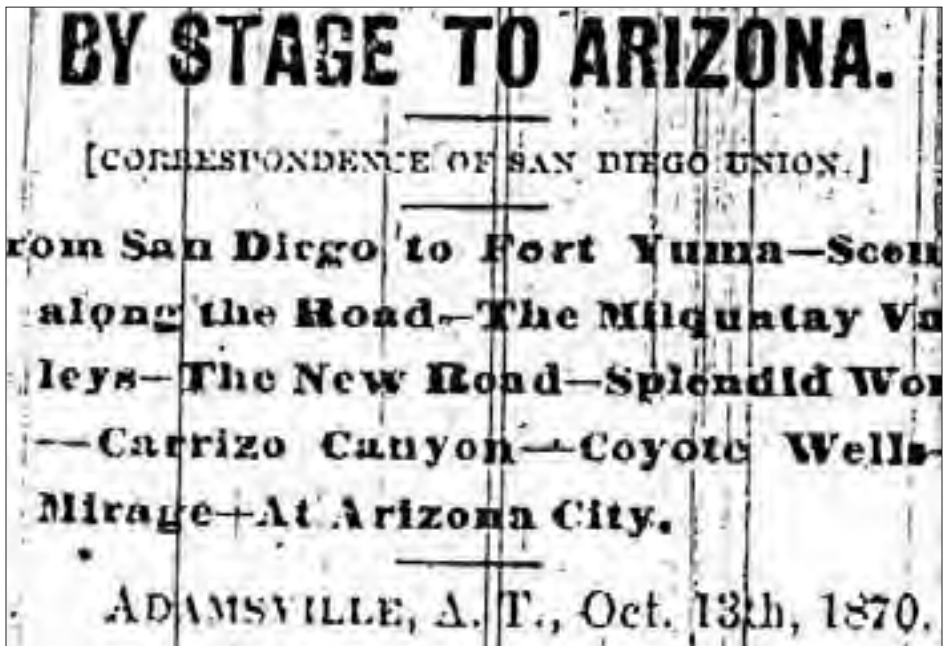 BY STAGE TO ARIZONA.
[CORRESPONDENCE OF SAN DIEGO UNION.]
rom San Diego to Fort Yuma—Scen
along the Road—The Milquatay Va
leys—The New Road—Splendid Wor
—Carrizo Canyon—Coyote Wells—
Mirage—At Arizona City.
ADAMSVILLE, A. T., Oct. 13th, 1870.